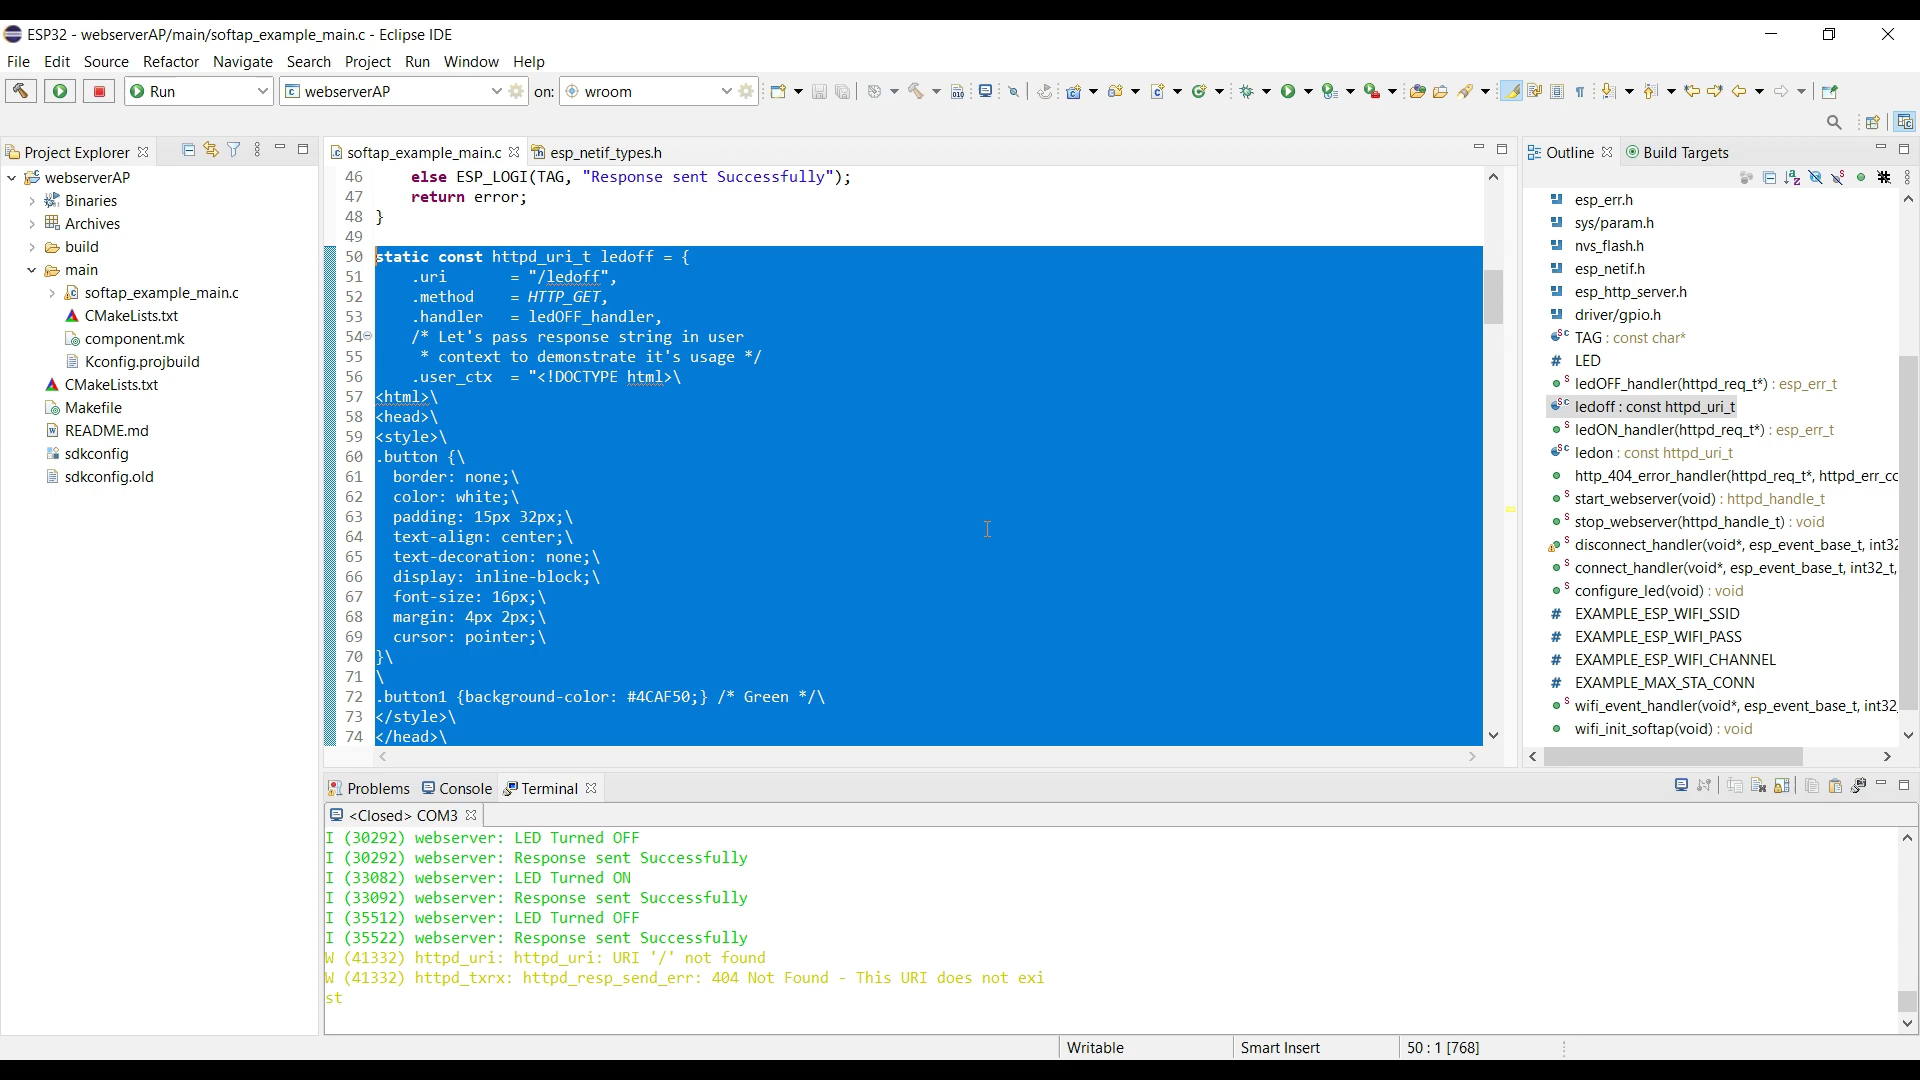 ESP32 - webserverAP/main/softap_example_main.c - Eclipse IDE
File Edit Source Refactor Navigate Search Project Run Window Help
Run webserverAP on: wroom
Project Explorer
webserverAP
Binaries
Archives
build
main
softap_example_main.c
CMakeLists.txt
component.mk
Kconfig.projbuild
CMakeLists.txt
Makefile
README.md
sdkconfig
sdkconfig.old
softap_example_main.c esp_netif_types.h
46 else ESP_LOGI(TAG, "Response sent Successfully");
47 return error;
48 }
49
50 static const httpd_uri_t ledoff = {
51 .uri = "/ledoff",
52 .method = HTTP_GET,
53 .handler = ledOFF_handler,
54 /* Let's pass response string in user
55 * context to demonstrate it's usage */
56 .user_ctx = "<!DOCTYPE html>\
57 <html>\
58 <head>\
59 <style>\
60 .button {\
61 border: none;\
62 color: white;\
63 padding: 15px 32px;\
64 text-align: center;\
65 text-decoration: none;\
66 display: inline-block;\
67 font-size: 16px;\
68 margin: 4px 2px;\
69 cursor: pointer;\
70 }\
71 \
72 .button1 {background-color: #4CAF50;} /* Green */\
73 </style>\
74 </head>\
Outline Build Targets
esp_err.h
sys/param.h
nvs_flash.h
esp_netif.h
esp_http_server.h
driver/gpio.h
TAG : const char*
# LED
ledOFF_handler(httpd_req_t*) : esp_err_t
ledoff : const httpd_uri_t
ledON_handler(httpd_req_t*) : esp_err_t
ledon : const httpd_uri_t
http_404_error_handler(httpd_req_t*, httpd_err_cc
start_webserver(void) : httpd_handle_t
stop_webserver(httpd_handle_t) : void
disconnect_handler(void*, esp_event_base_t, int32
connect_handler(void*, esp_event_base_t, int32_t,
configure_led(void) : void
# EXAMPLE_ESP_WIFI_SSID
# EXAMPLE_ESP_WIFI_PASS
# EXAMPLE_ESP_WIFI_CHANNEL
# EXAMPLE_MAX_STA_CONN
wifi_event_handler(void*, esp_event_base_t, int32
wifi_init_softap(void) : void
Problems Console Terminal
<Closed> COM3
I (30292) webserver: LED Turned OFF
I (30292) webserver: Response sent Successfully
I (33082) webserver: LED Turned ON
I (33092) webserver: Response sent Successfully
I (35512) webserver: LED Turned OFF
I (35522) webserver: Response sent Successfully
W (41332) httpd_uri: httpd_uri: URI '/' not found
W (41332) httpd_txrx: httpd_resp_send_err: 404 Not Found - This URI does not exi
st
Writable Smart Insert 50 : 1 [768]